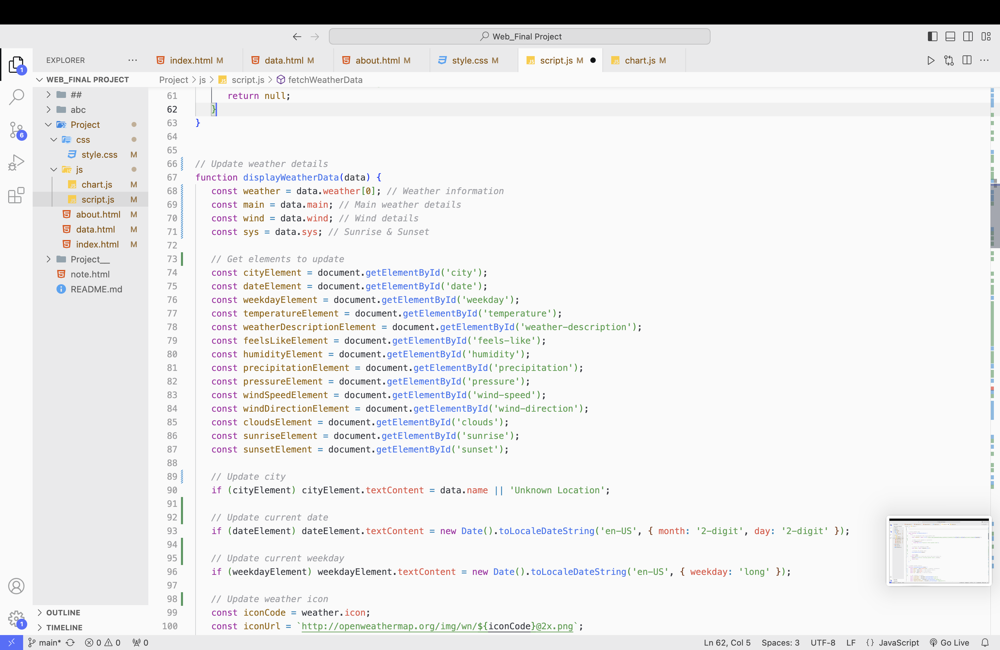 Web_Final Project
EXPLORER
index.html M
data.html M
about.html M
style.css M
script.js M
chart.js M
WEB_FINAL PROJECT
Project > js > JS script.js > fetchWeatherData
1
##
abc
Project
6
css
style.css M
js
chart.js M
script.js M
about.html M
data.html M
index.html M
Project__
note.html
README.md
61 return null;
62 }
63 }
64
65
66 // Update weather details
67 function displayWeatherData(data) {
68 const weather = data.weather[0]; // Weather information
69 const main = data.main; // Main weather details
70 const wind = data.wind; // Wind details
71 const sys = data.sys; // Sunrise & Sunset
72
73 // Get elements to update
74 const cityElement = document.getElementById('city');
75 const dateElement = document.getElementById('date');
76 const weekdayElement = document.getElementById('weekday');
77 const temperatureElement = document.getElementById('temperature');
78 const weatherDescriptionElement = document.getElementById('weather-description');
79 const feelsLikeElement = document.getElementById('feels-like');
80 const humidityElement = document.getElementById('humidity');
81 const precipitationElement = document.getElementById('precipitation');
82 const pressureElement = document.getElementById('pressure');
83 const windSpeedElement = document.getElementById('wind-speed');
84 const windDirectionElement = document.getElementById('wind-direction');
85 const cloudsElement = document.getElementById('clouds');
86 const sunriseElement = document.getElementById('sunrise');
87 const sunsetElement = document.getElementById('sunset');
88
89 // Update city
90 if (cityElement) cityElement.textContent = data.name || 'Unknown Location';
91
92 // Update current date
93 if (dateElement) dateElement.textContent = new Date().toLocaleDateString('en-US', { month: '2-digit', day: '2-digit' });
94
95 // Update current weekday
96 if (weekdayElement) weekdayElement.textContent = new Date().toLocaleDateString('en-US', { weekday: 'long' });
97
98 // Update weather icon
99 const iconCode = weather.icon;
100 const iconUrl = `http://openweathermap.org/img/wn/${iconCode}@2x.png`;
OUTLINE
1
TIMELINE
main* 0 0 0 Ln 62, Col 5 Spaces: 3 UTF-8 LF {} JavaScript Go Live